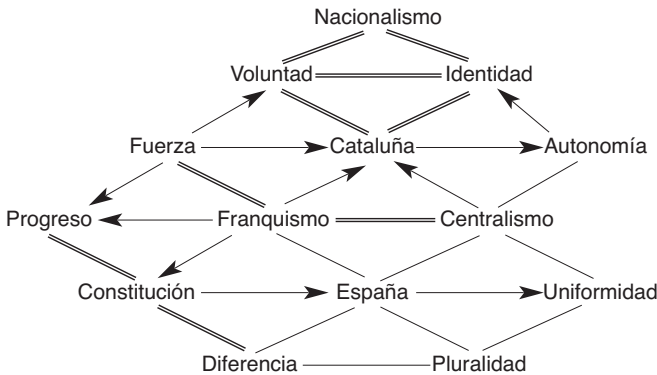 Nacionalismo
Voluntad Identidad
Fuerza Cataluña Autonomía
Progreso Franquismo Centralismo
Constitución España Uniformidad
Diferencia Pluralidad